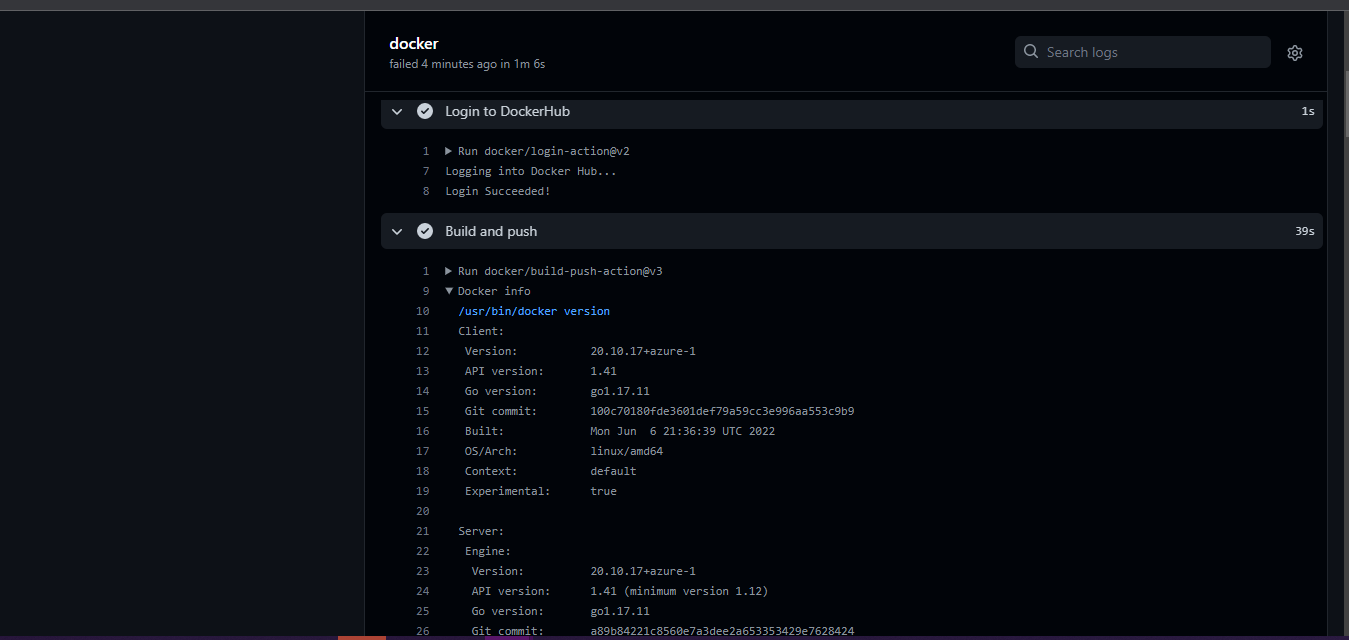 docker
failed 4 minutes ago in 1m 6s
Search logs
Login to DockerHub 1s
1 Run docker/login-action@v2
7 Logging into Docker Hub...
8 Login Succeeded!
Build and push 39s
1 Run docker/build-push-action@v3
9 Docker info
10 /usr/bin/docker version
11 Client:
12 Version: 20.10.17+azure-1
13 API version: 1.41
14 Go version: go1.17.11
15 Git commit: 100c70180fde3601def79a59cc3e996aa553c9b9
16 Built: Mon Jun  6 21:36:39 UTC 2022
17 OS/Arch: linux/amd64
18 Context: default
19 Experimental: true
20
21 Server:
22 Engine:
23 Version: 20.10.17+azure-1
24 API version: 1.41 (minimum version 1.12)
25 Go version: go1.17.11
26 Git commit: a89b84221c8560e7a3dee2a653353429e7628424